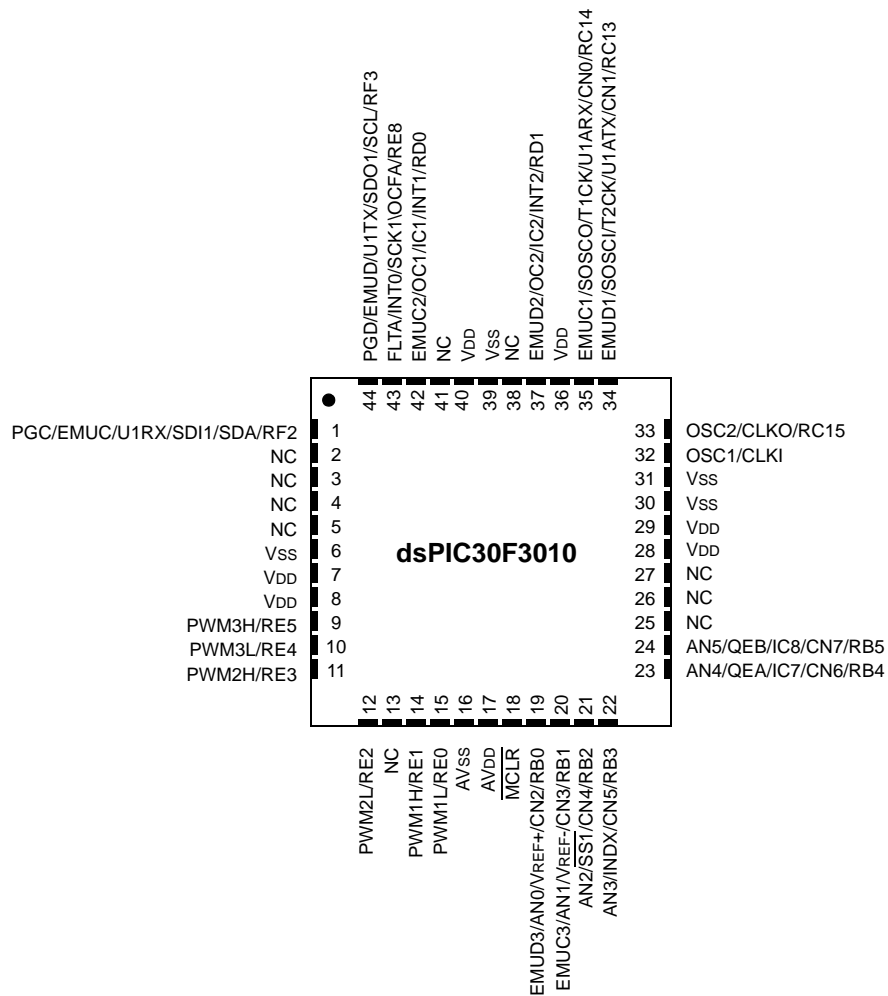 PGD/EMUD/U1TX/SDO1/SCL/RF3
FLTA/INT0/SCK1\OCFA/RE8
EMUC2/OC1/IC1/INT1/RD0
NC
VDD
VSS
NC
EMUD2/OC2/IC2/INT2/RD1
VDD
EMUC1/SOSCO/T1CK/U1ARX/CN0/RC14
EMUD1/SOSCI/T2CK/U1ATX/CN1/RC13
44 43 42 41 40 39 38 37 36 35 34
PGC/EMUC/U1RX/SDI1/SDA/RF2 1
NC 2
NC 3
NC 4
NC 5
VSS 6
VDD 7
VDD 8
PWM3H/RE5 9
PWM3L/RE4 10
PWM2H/RE3 11
dsPIC30F3010
33 OSC2/CLKO/RC15
32 OSC1/CLKI
31 VSS
30 VSS
29 VDD
28 VDD
27 NC
26 NC
25 NC
24 AN5/QEB/IC8/CN7/RB5
23 AN4/QEA/IC7/CN6/RB4
12 13 14 15 16 17 18 19 20 21 22
PWM2L/RE2
NC
PWM1H/RE1
PWM1L/RE0
AVSS
AVDD
MCLR
EMUD3/AN0/VREF+/CN2/RB0
EMUC3/AN1/VREF-/CN3/RB1
AN2/SS1/CN4/RB2
AN3/INDX/CN5/RB3